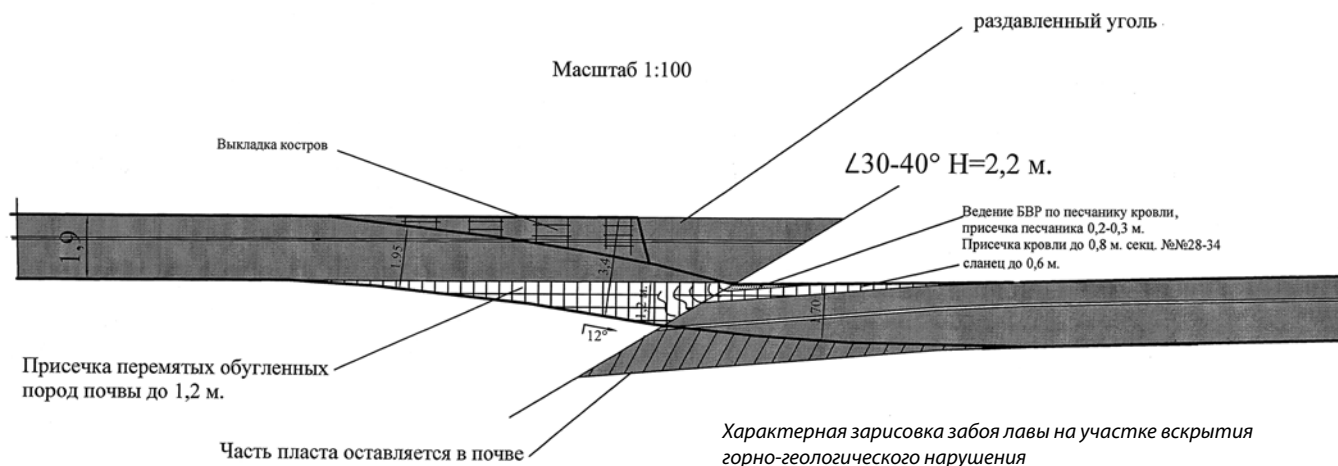 раздавленный уголь
Масштаб 1:100
Выкладка костров
∠30-40° H=2,2 м.
Ведение БВР по песчанику кровли,
присечка песчаника 0,2-0,3 м.
Присечка кровли до 0,8 м. секц. №№28-34
сланец до 0,6 м.
1,9
1.95
3,4
1,2 м.
1.70
12°
Присечка перемятых обугленных
пород почвы до 1,2 м.
Часть пласта оставляется в почве
Характерная зарисовка забоя лавы на участке вскрытия
горно-геологического нарушения